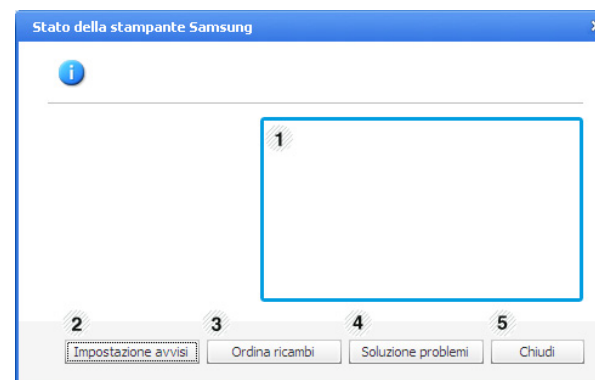 Stato della stampante Samsung
1
2 3 4 5
Impostazione avvisi Ordina ricambi Soluzione problemi Chiudi